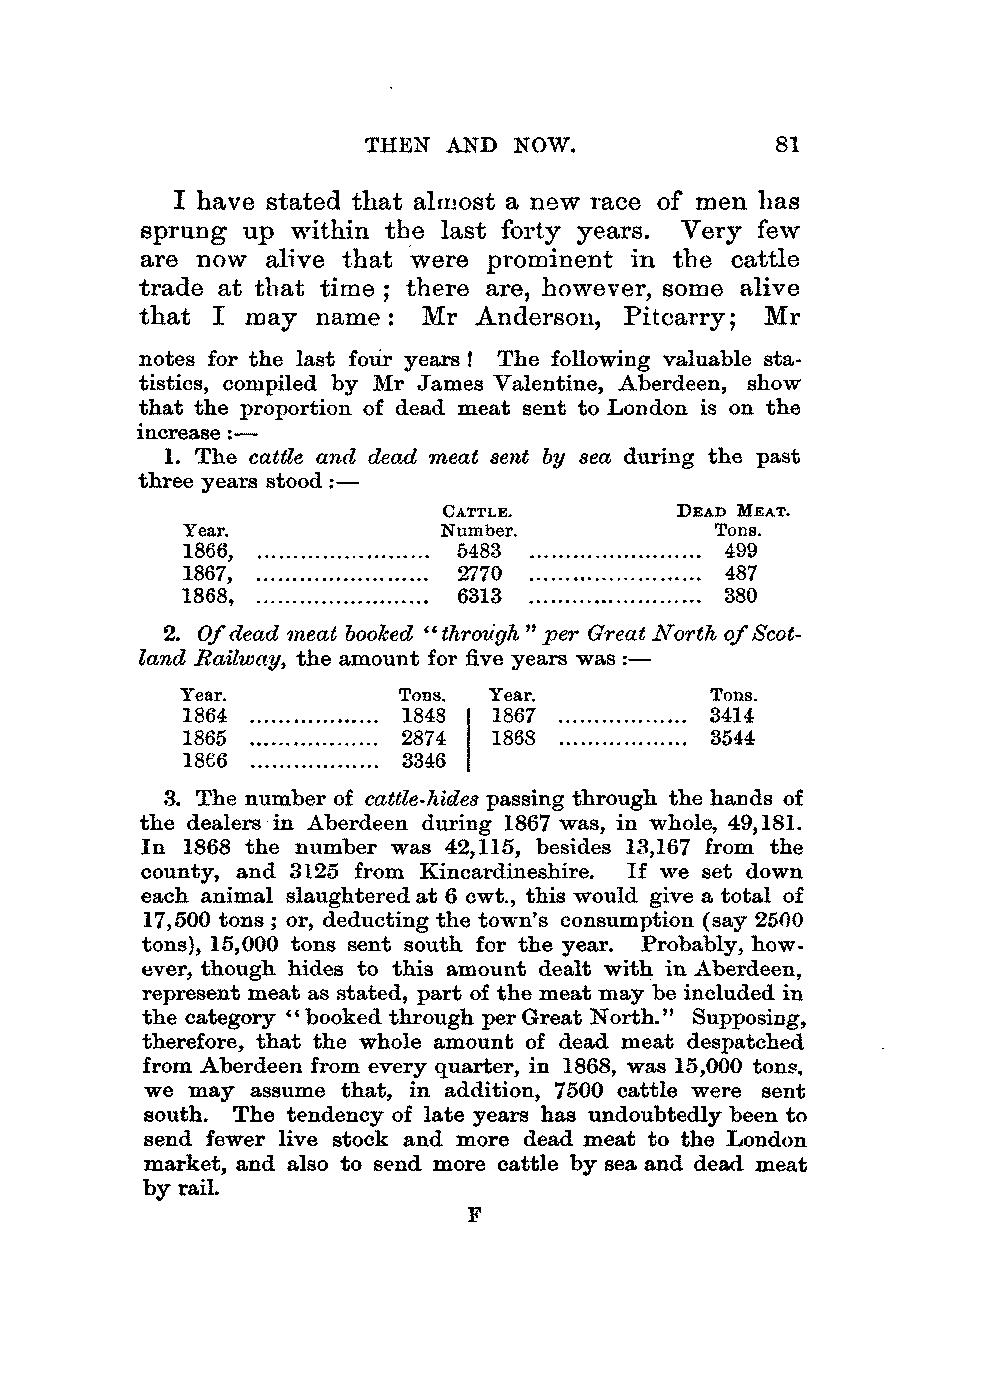 THEN AND NOW. 81
I have stated that almost a new race of men has
sprung up within the last forty years. Very few
are now alive that were prominent in the cattle
trade at that time ; there are, however, some alive
that I may name : Mr Anderson, Pitcarry; Mr
notes for the last four years ! The following valuable sta-
tistics, compiled by Mr James Valentine, Aberdeen, show
that the proportion of dead meat sent to London is on the
increase :—
1. The cattle and dead meat sent by sea during the past
three years stood :—
CATTLE. DEAD MEAT.
Year. Number. Tons.
1866, ........................ 5483 ........................ 499
1867, ........................ 2770 ........................ 487
1868, ........................ 6313 ........................ 380
2. Of dead meat booked “through” per Great North of Scot-
land Railway, the amount for five years was :—
Year. Tons. Year. Tons.
1864 .................. 1848 1867 .................. 3414
1865 .................. 2874 1868 .................. 3544
1866 .................. 3346
3. The number of cattle-hides passing through the hands of
the dealers in Aberdeen during 1867 was, in whole, 49,181.
In 1868 the number was 42,115, besides 13,167 from the
county, and 3125 from Kincardineshire. If we set down
each animal slaughtered at 6 cwt., this would give a total of
17,500 tons ; or, deducting the town's consumption (say 2500
tons), 15,000 tons sent south for the year. Probably, how-
ever, though hides to this amount dealt with in Aberdeen,
represent meat as stated, part of the meat may be included in
the category “booked through per Great North.” Supposing,
therefore, that the whole amount of dead meat despatched
from Aberdeen from every quarter, in 1868, was 15,000 tons,
we may assume that, in addition, 7500 cattle were sent
south. The tendency of late years has undoubtedly been to
send fewer live stock and more dead meat to the London
market, and also to send more cattle by sea and dead meat
by rail.
F